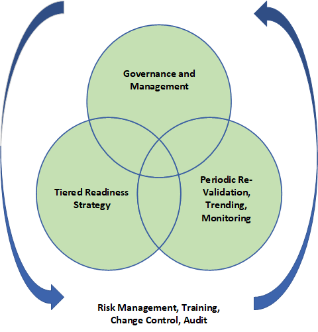 Governance and
Management
Tiered Readiness
Strategy
Periodic Re-
Validation,
Trending,
Monitoring
Risk Management, Training,
Change Control, Audit